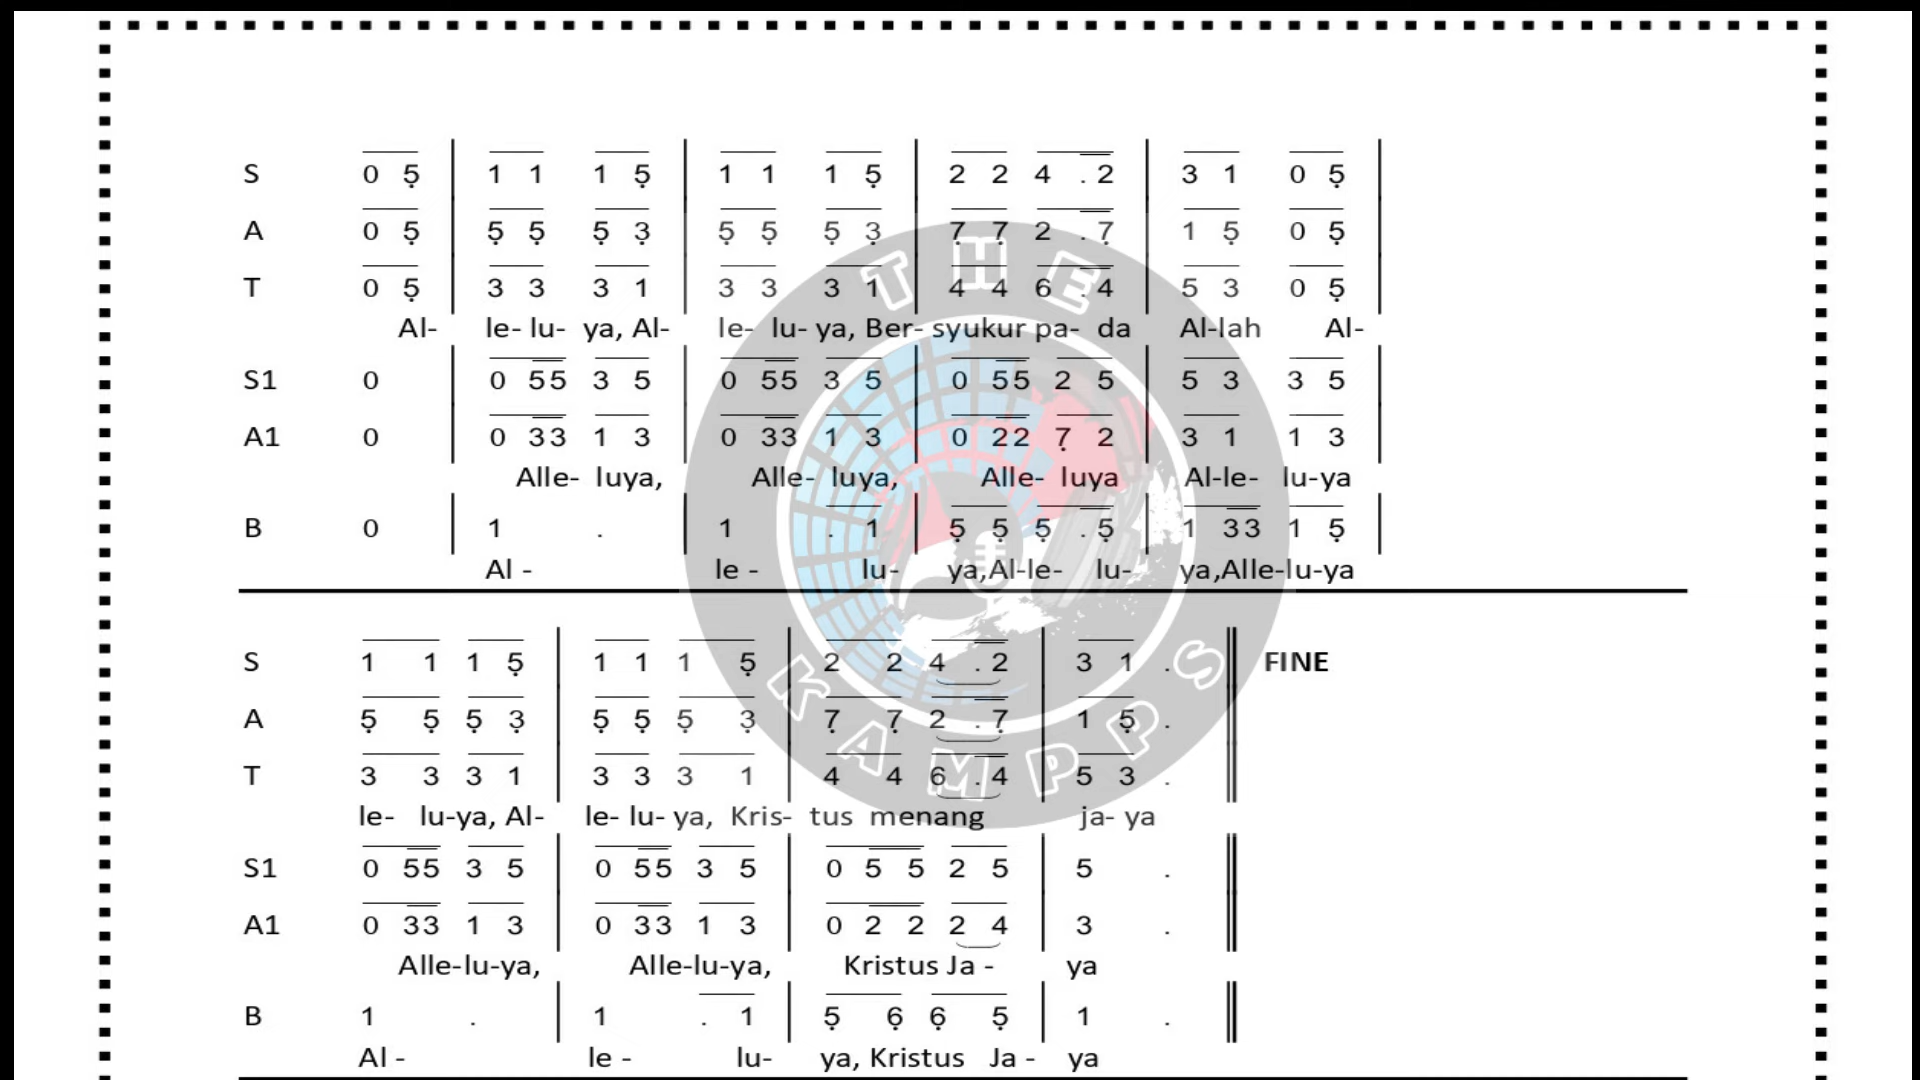 S 0 5̣ | 1 1 1 5̣ | 1 1 1 5̣ | 2 2 4 . 2 | 3 1 0 5̣ |
A 0 5̣ | 5̣ 5̣ 5̣ 3̣ | 5̣ 5̣ 5̣ 3̣ | 7̣ 7̣ 2 . 7̣ | 1 5̣ 0 5̣ |
T 0 5̣ | 3 3 3 1 | 3 3 3 1 | 4 4 6 . 4 | 5 3 0 5̣ |
Al- le- lu- ya, Al- le- lu- ya, Ber- syukur pa- da Al-lah Al-
S1 0 | 0 55 3 5 | 0 55 3 5 | 0 55 2 5 | 5 3 3 5 |
A1 0 | 0 33 1 3 | 0 33 1 3 | 0 22 7̣ 2 | 3 1 1 3 |
Alle- luya, Alle- luya, Alle- luya Al-le- lu-ya
B 0 | 1 . | 1 . 1 | 5̣ 5̣ 5̣ . 5̣ | 1 33 1 5̣ |
Al - le - lu- ya,Al-le- lu- ya,Alle-lu-ya
S 1 1 1 5̣ | 1 1 1 5̣ | 2 2 4 . 2 | 3 1 . || FINE
A 5̣ 5̣ 5̣ 3̣ | 5̣ 5̣ 5̣ 3̣ | 7̣ 7̣ 2 . 7̣ | 1 5̣ . ||
T 3 3 3 1 | 3 3 3 1 | 4 4 6 . 4 | 5 3 . ||
le- lu-ya, Al- le- lu- ya, Kris- tus menang ja- ya
S1 0 55 3 5 | 0 55 3 5 | 0 5 5 2 5 | 5 . ||
A1 0 33 1 3 | 0 33 1 3 | 0 2 2 2 4 | 3 . ||
Alle-lu-ya, Alle-lu-ya, Kristus Ja - ya
B 1 . | 1 . 1 | 5̣ 6̣ 6̣ 5̣ | 1 . ||
Al - le - lu- ya, Kristus Ja - ya
THE
KAMPPS